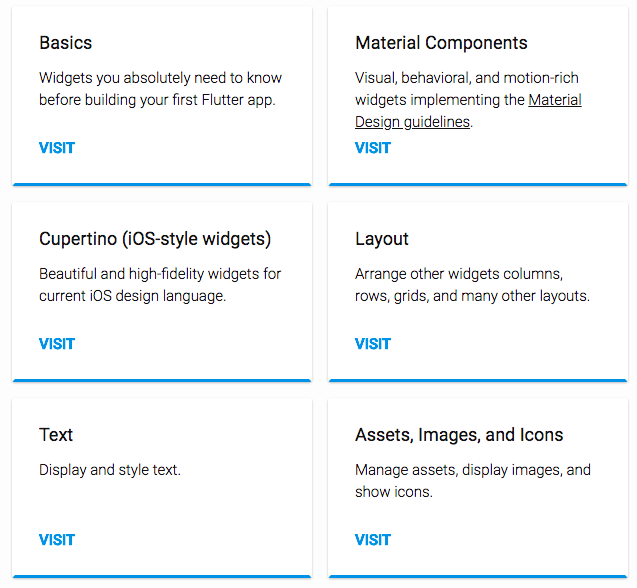 Basics
Widgets you absolutely need to know
before building your first Flutter app.
VISIT
Material Components
Visual, behavioral, and motion-rich
widgets implementing the Material
Design guidelines.
VISIT
Cupertino (iOS-style widgets)
Beautiful and high-fidelity widgets for
current iOS design language.
VISIT
Layout
Arrange other widgets columns,
rows, grids, and many other layouts.
VISIT
Text
Display and style text.
VISIT
Assets, Images, and Icons
Manage assets, display images, and
show icons.
VISIT